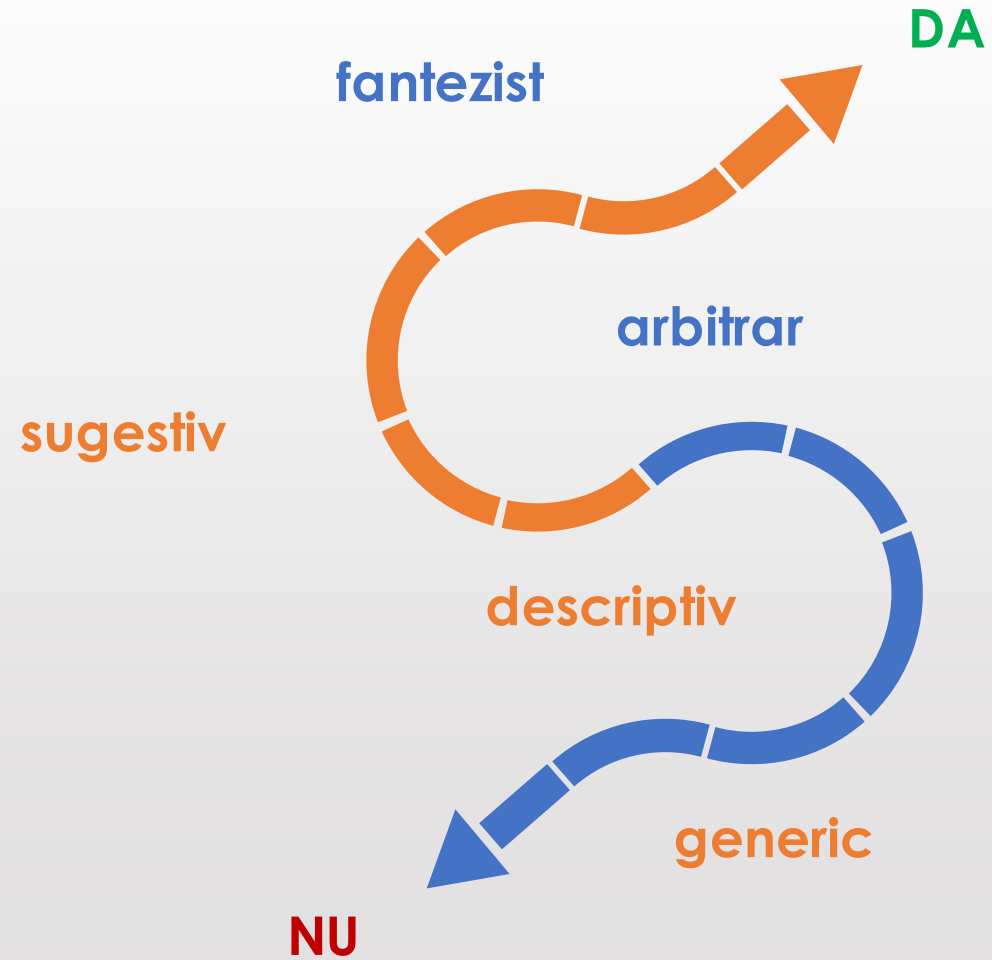 DA
fantezist
arbitrar
sugestiv
descriptiv
generic
NU